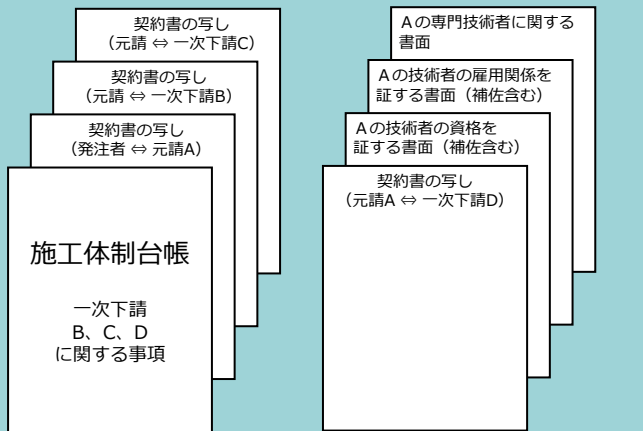 契約書の写し
（元請 ⇔ 一次下請C）
契約書の写し
（元請 ⇔ 一次下請B）
契約書の写し
（発注者 ⇔ 元請A）
施工体制台帳
一次下請
B、C、D
に関する事項
Aの専門技術者に関する
書面
Aの技術者の雇用関係を
証する書面（補佐含む）
Aの技術者の資格を
証する書面（補佐含む）
契約書の写し
（元請A ⇔ 一次下請D）